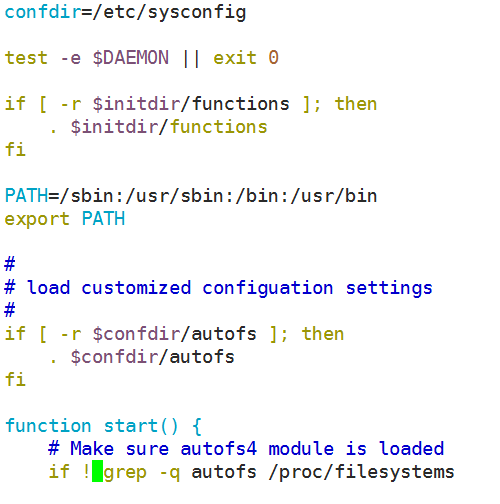 confdir=/etc/sysconfig
test -e $DAEMON || exit 0
if [ -r $initdir/functions ]; then
    . $initdir/functions
fi
PATH=/sbin:/usr/sbin:/bin:/usr/bin
export PATH
#
# load customized configuation settings
#
if [ -r $confdir/autofs ]; then
    . $confdir/autofs
fi
function start() {
    # Make sure autofs4 module is loaded
    if ! grep -q autofs /proc/filesystems